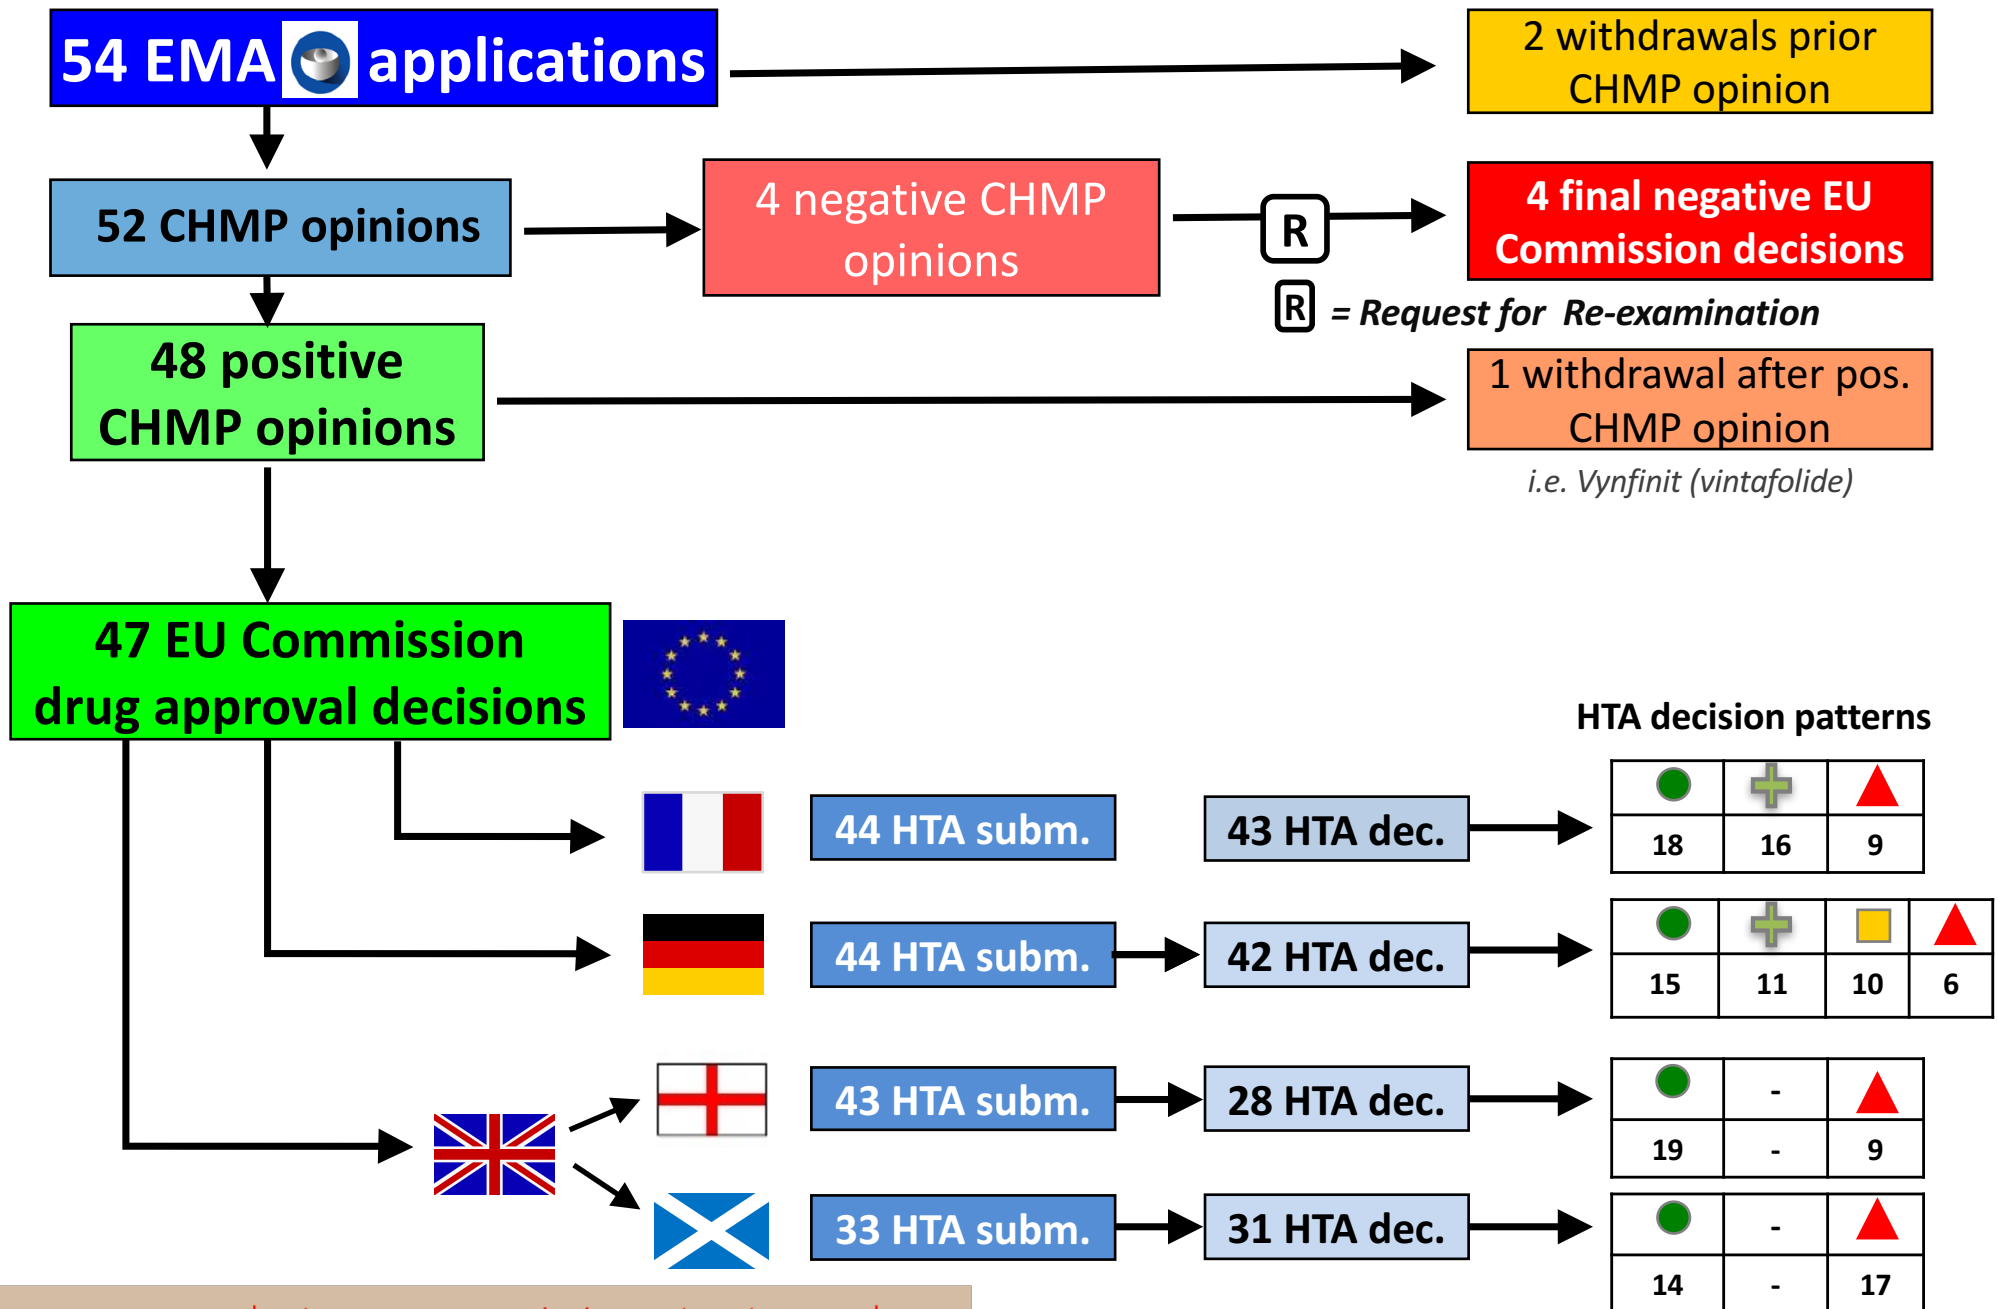 54 EMA applications
2 withdrawals prior
CHMP opinion
52 CHMP opinions
4 negative CHMP
opinions
R
4 final negative EU
Commission decisions
R = Request for Re-examination
48 positive
CHMP opinions
1 withdrawal after pos.
CHMP opinion
i.e. Vynfinit (vintafolide)
47 EU Commission
drug approval decisions
HTA decision patterns
44 HTA subm.
43 HTA dec.
18 16 9
44 HTA subm.
42 HTA dec.
15 11 10 6
43 HTA subm.
28 HTA dec.
-
19 - 9
33 HTA subm.
31 HTA dec.
-
14 - 17